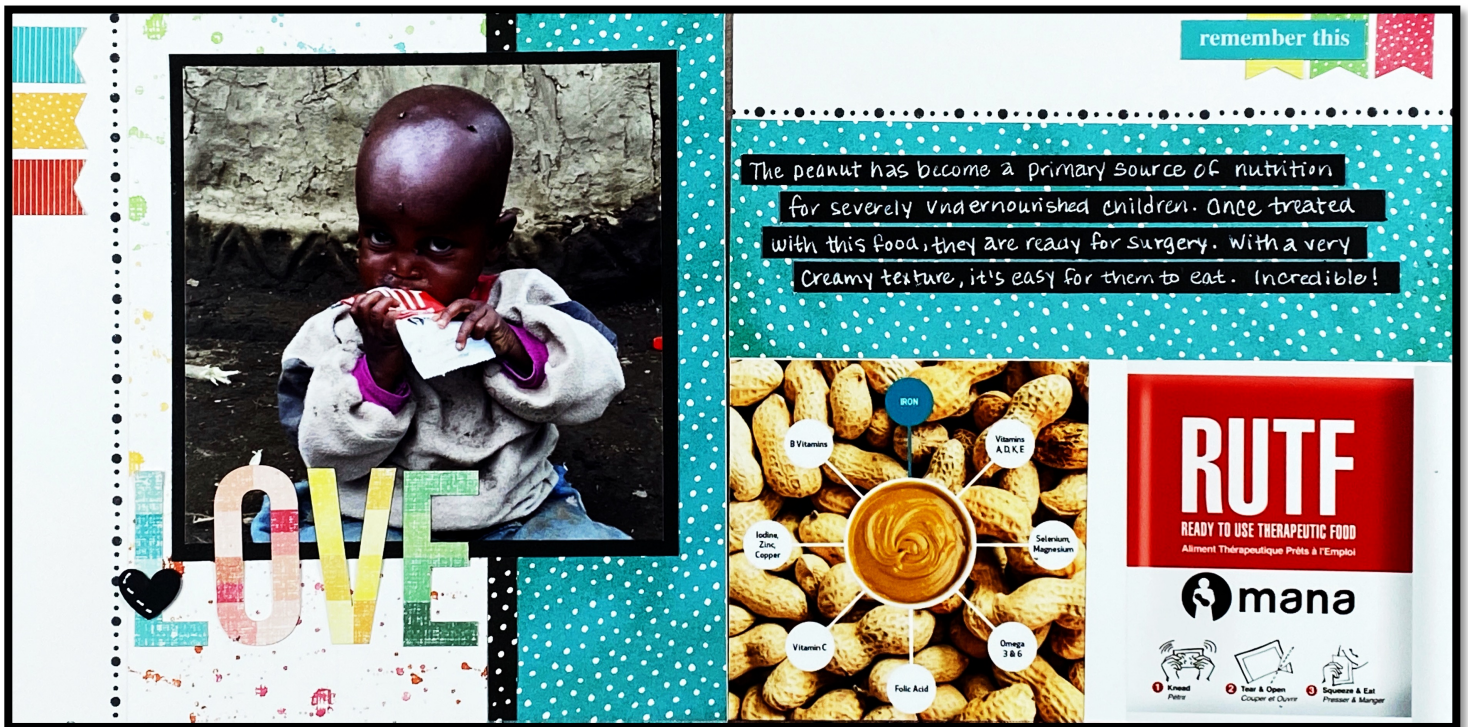 remember this
The peanut has become a primary source of nutrition
for severely undernourished children. Once treated
with this food, they are ready for surgery. With a very
Creamy texture, it's easy for them to eat. Incredible!
LOVE
IRON
B Vitamins
Vitamins
A, D, K, E
Iodine,
Zinc,
Copper
Selenium,
Magnesium
Vitamin C
Omega
3 & 6
Folic Acid
RUTF
READY TO USE THERAPEUTIC FOOD
Aliment Thérapeutique Prêts à l'Emploi
mana
1 Knead
Pétrir
2 Tear & Open
Couper et Ouvrir
3 Squeeze & Eat
Presser & Manger